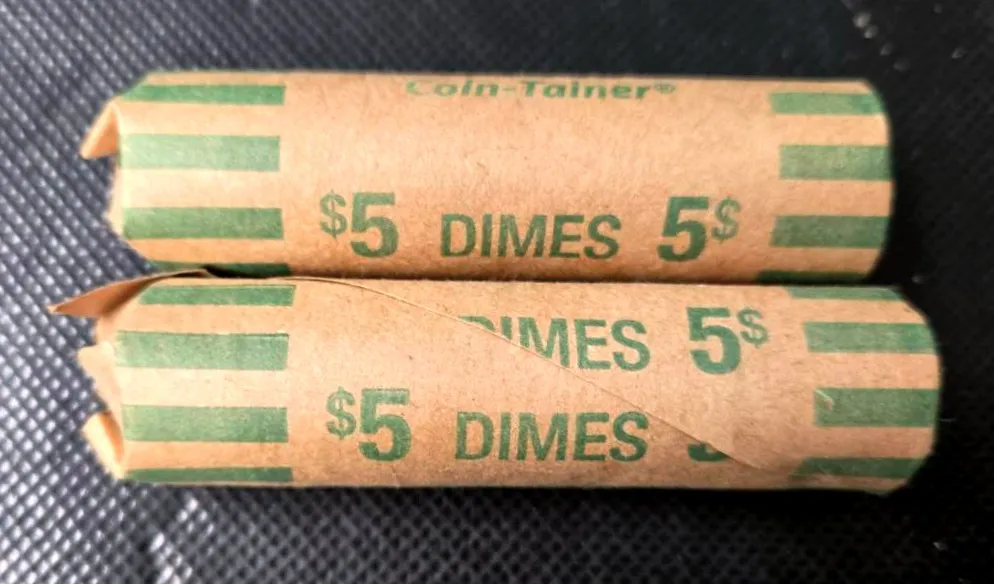 Coin-Tainer®
$5 DIMES 5$
DIMES 5$
$5 DIMES